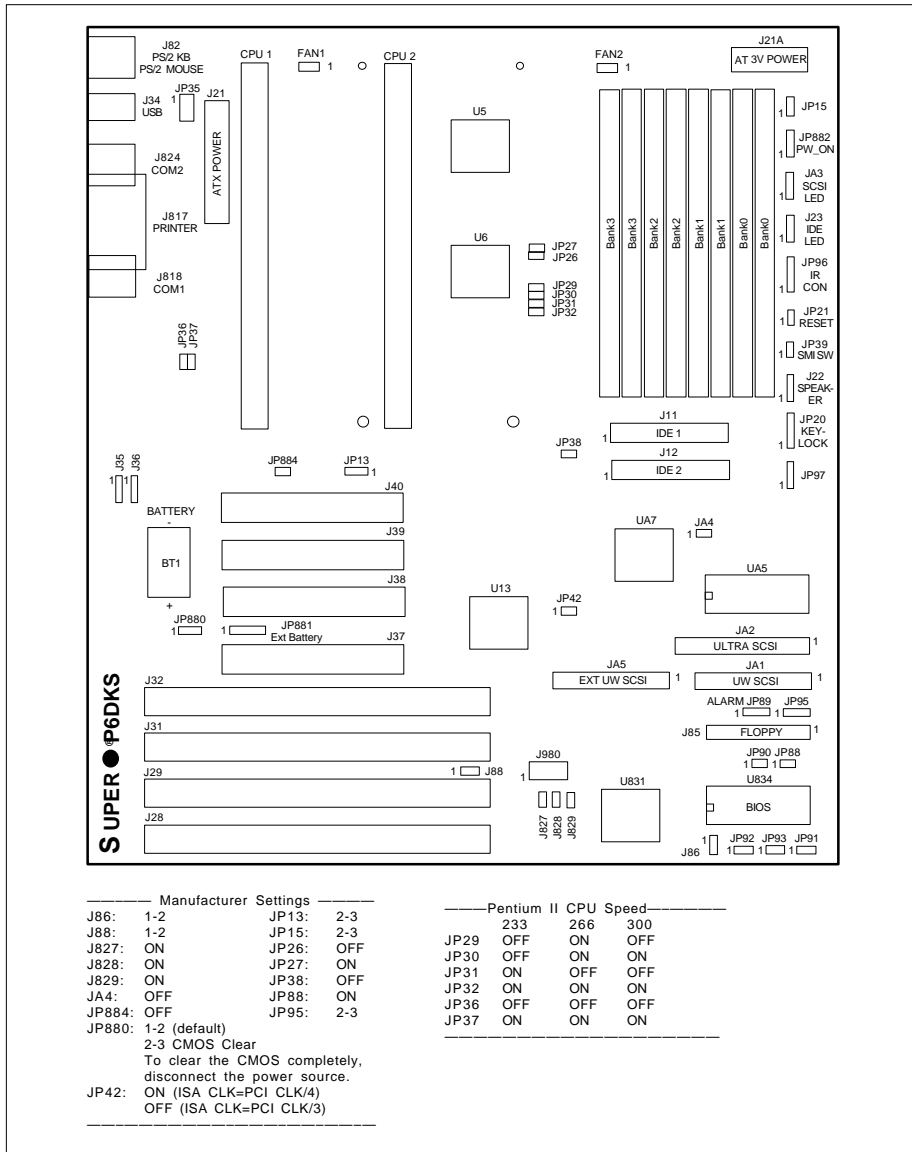 J82
PS/2 KB
PS/2 MOUSE
CPU 1
FAN1
1
CPU 2
FAN2
1
J21A
AT 3V POWER
JP35
1
J21
J34
USB
ATX POWER
U5
1
JP15
JP882
PW_ON
1
J824
COM2
JA3
SCSI
LED
1
J817
PRINTER
Bank3
Bank3
Bank2
Bank2
Bank1
Bank1
Bank0
Bank0
J23
IDE
LED
1
U6
JP27
JP26
J818
COM1
JP96
IR
CON
1
JP29
JP30
JP31
JP32
JP21
RESET
1
JP36
JP37
JP39
SMI SW
1
J22
SPEAK-
ER
1
J11
1
IDE 1
JP20
KEY-
LOCK
1
JP38
J12
1
IDE 2
JP97
1
J35
1
J36
1
JP884
JP13
1
J40
BATTERY
-
BT1
+
J39
UA7
JA4
1
J38
UA5
U13
JP42
1
JP880
1
JP881
1
Ext Battery
J37
JA2
ULTRA SCSI
1
JA5
EXT UW SCSI
1
JA1
UW SCSI
1
J32
ALARM JP89
1
JP95
1
J31
J85
FLOPPY
1
J29
1
J88
J980
1
JP90
1
JP88
1
U831
U834
BIOS
J28
J827
J828
J829
1
J86
JP92
1
JP93
1
JP91
1
SUPER ® P6DKS
Manufacturer Settings
J86: 1-2 JP13: 2-3
J88: 1-2 JP15: 2-3
J827: ON JP26: OFF
J828: ON JP27: ON
J829: ON JP38: OFF
JA4: OFF JP88: ON
JP884: OFF JP95: 2-3
JP880: 1-2 (default)
2-3 CMOS Clear
To clear the CMOS completely,
disconnect the power source.
JP42: ON (ISA CLK=PCI CLK/4)
OFF (ISA CLK=PCI CLK/3)
Pentium II CPU Speed
233 266 300
JP29 OFF ON OFF
JP30 OFF ON ON
JP31 ON OFF OFF
JP32 ON ON ON
JP36 OFF OFF OFF
JP37 ON ON ON